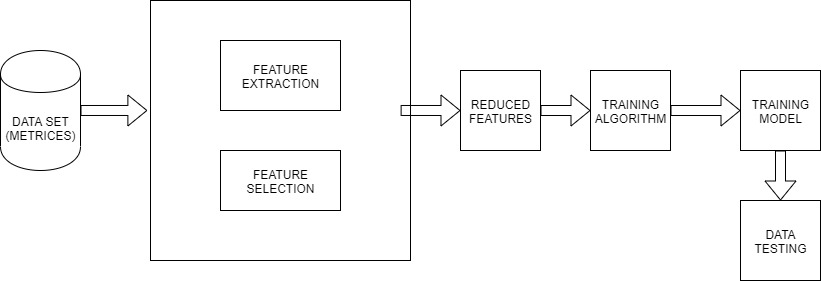 DATA SET
(METRICES)
FEATURE
EXTRACTION
FEATURE
SELECTION
REDUCED
FEATURES
TRAINING
ALGORITHM
TRAINING
MODEL
DATA
TESTING